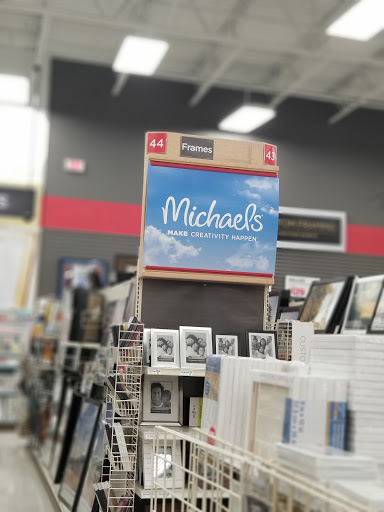 44
Frames
43
Michaels
MAKE CREATIVITY HAPPEN